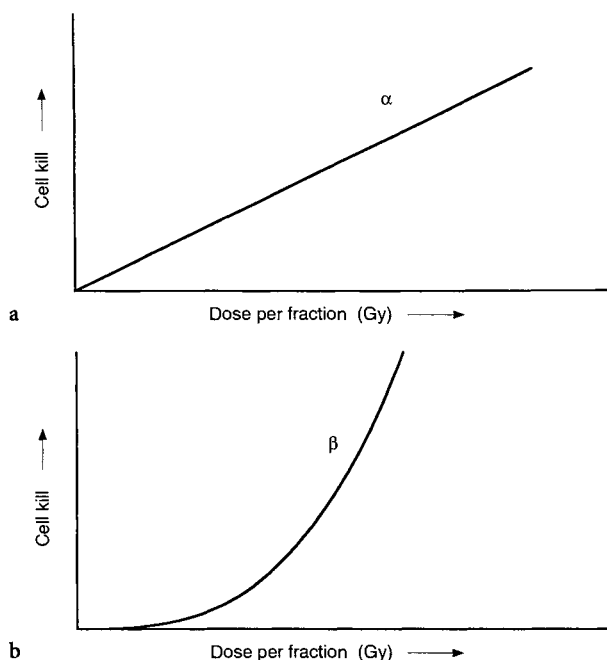 α
Cell kill
a
Dose per fraction (Gy)
β
Cell kill
b
Dose per fraction (Gy)